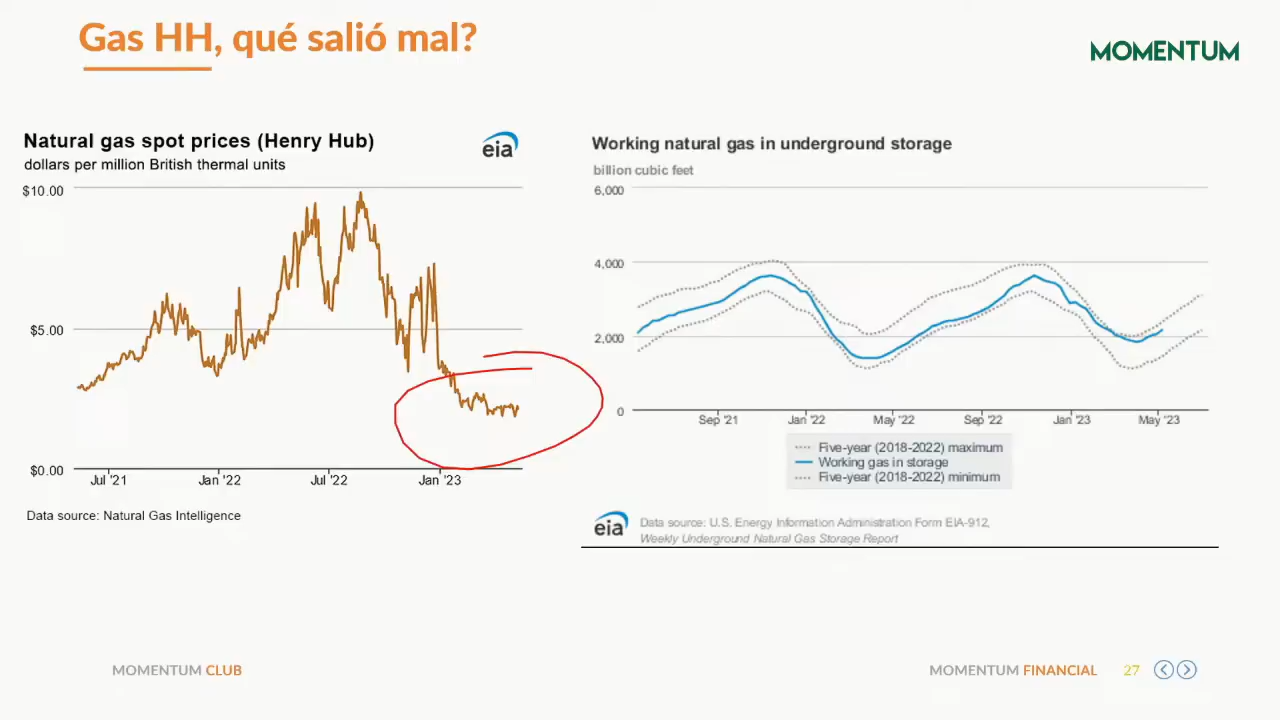 Gas HH, qué salió mal?
MOMENTUM
Natural gas spot prices (Henry Hub)
dollars per million British thermal units
eia
$10.00
$5.00
$0.00
Jul '21
Jan '22
Jul '22
Jan '23
Data source: Natural Gas Intelligence
Working natural gas in underground storage
billion cubic feet
6,000
4,000
2,000
0
Sep '21
Jan '22
May '22
Sep '22
Jan '23
May '23
Five-year (2018-2022) maximum
Working gas in storage
Five-year (2018-2022) minimum
eia
Data source: U.S. Energy Information Administration Form EIA-912,
Weekly Underground Natural Gas Storage Report
MOMENTUM CLUB
MOMENTUM FINANCIAL
27